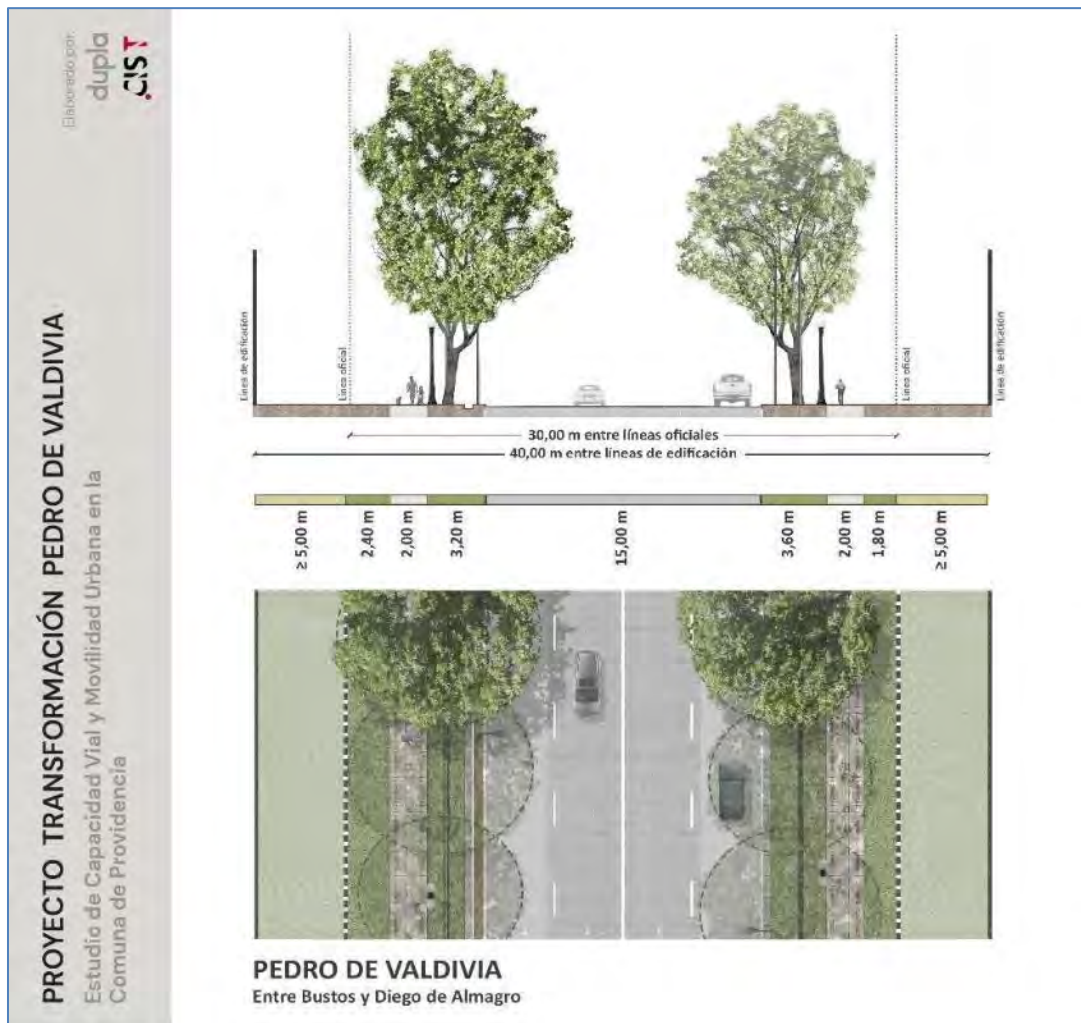 PROYECTO TRANSFORMACIÓN PEDRO DE VALDIVIA
Estudio de Capacidad Vial y Movilidad Urbana en la
Comuna de Providencia
Elaborado por:
dupla
.CIST
Línea de edificación
Línea oficial
Línea oficial
Línea de edificación
30,00 m entre líneas oficiales
40,00 m entre líneas de edificación
≥ 5,00 m
2,40 m
2,00 m
3,20 m
15,00 m
3,60 m
2,00 m
1,80 m
≥ 5,00 m
PEDRO DE VALDIVIA
Entre Bustos y Diego de Almagro